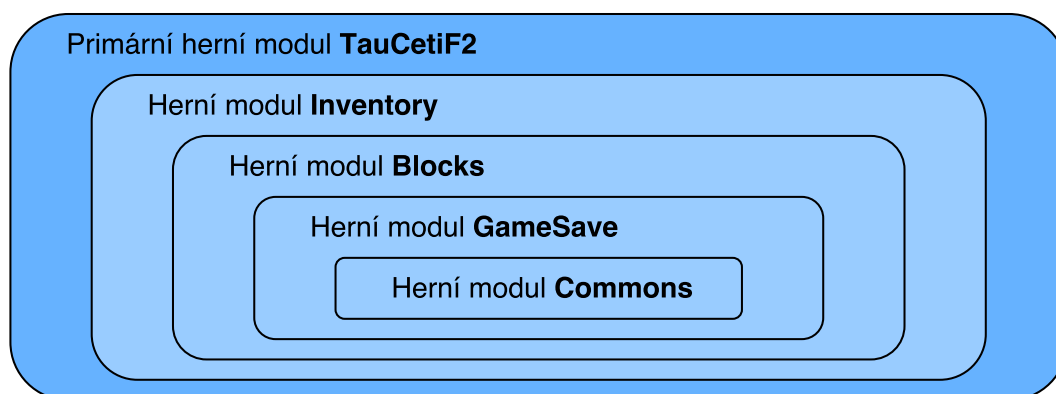 Primární herní modul TauCetiF2
Herní modul Inventory
Herní modul Blocks
Herní modul GameSave
Herní modul Commons